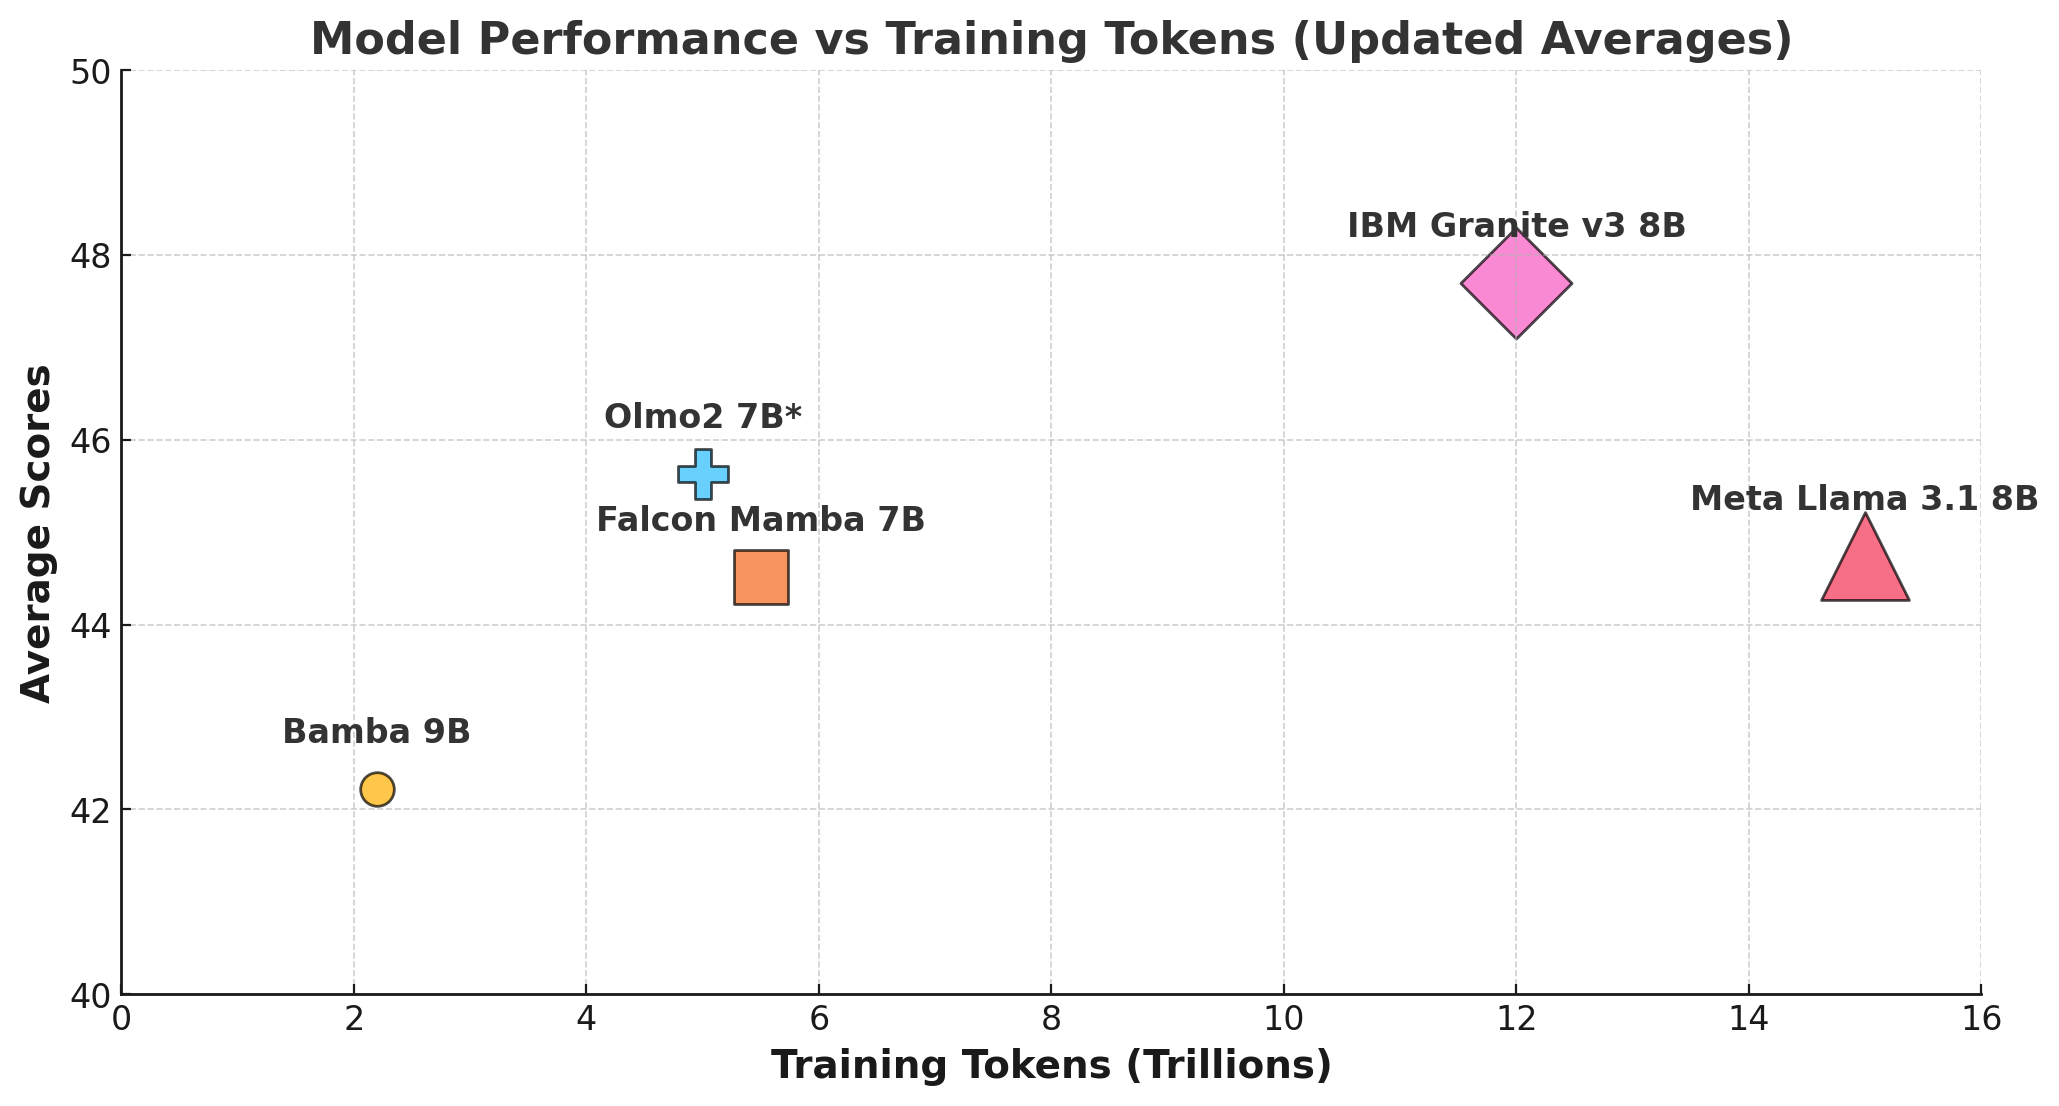 Model Performance vs Training Tokens (Updated Averages)
50
48
46
44
42
40
Average Scores
IBM Granite v3 8B
Olmo2 7B*
Meta Llama 3.1 8B
Falcon Mamba 7B
Bamba 9B
0 2 4 6 8 10 12 14 16
Training Tokens (Trillions)